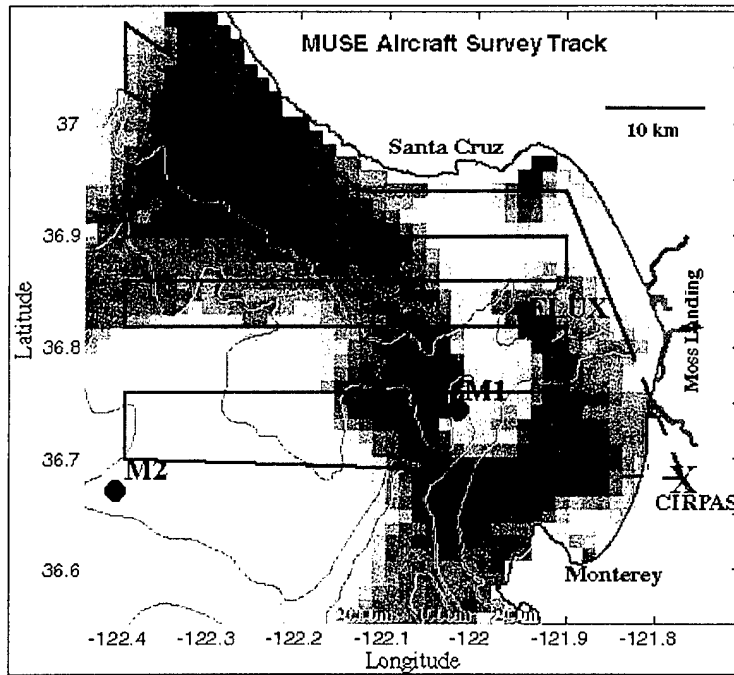 MUSE Aircraft Survey Track
10 km
Santa Cruz
37
36.9
36.8
36.7
36.6
Latitude
LUX
Moss Landing
M1
M2
CIRPAS
Monterey
-122.4 -122.3 -122.2 -122.1 -122 -121.9 -121.8
Longitude